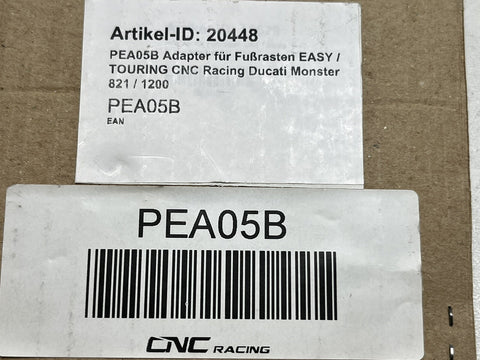 Artikel-ID: 20448
PEA05B Adapter für Fußrasten EASY /
TOURING CNC Racing Ducati Monster
821 / 1200
PEA05B
EAN
PEA05B
CNC RACING